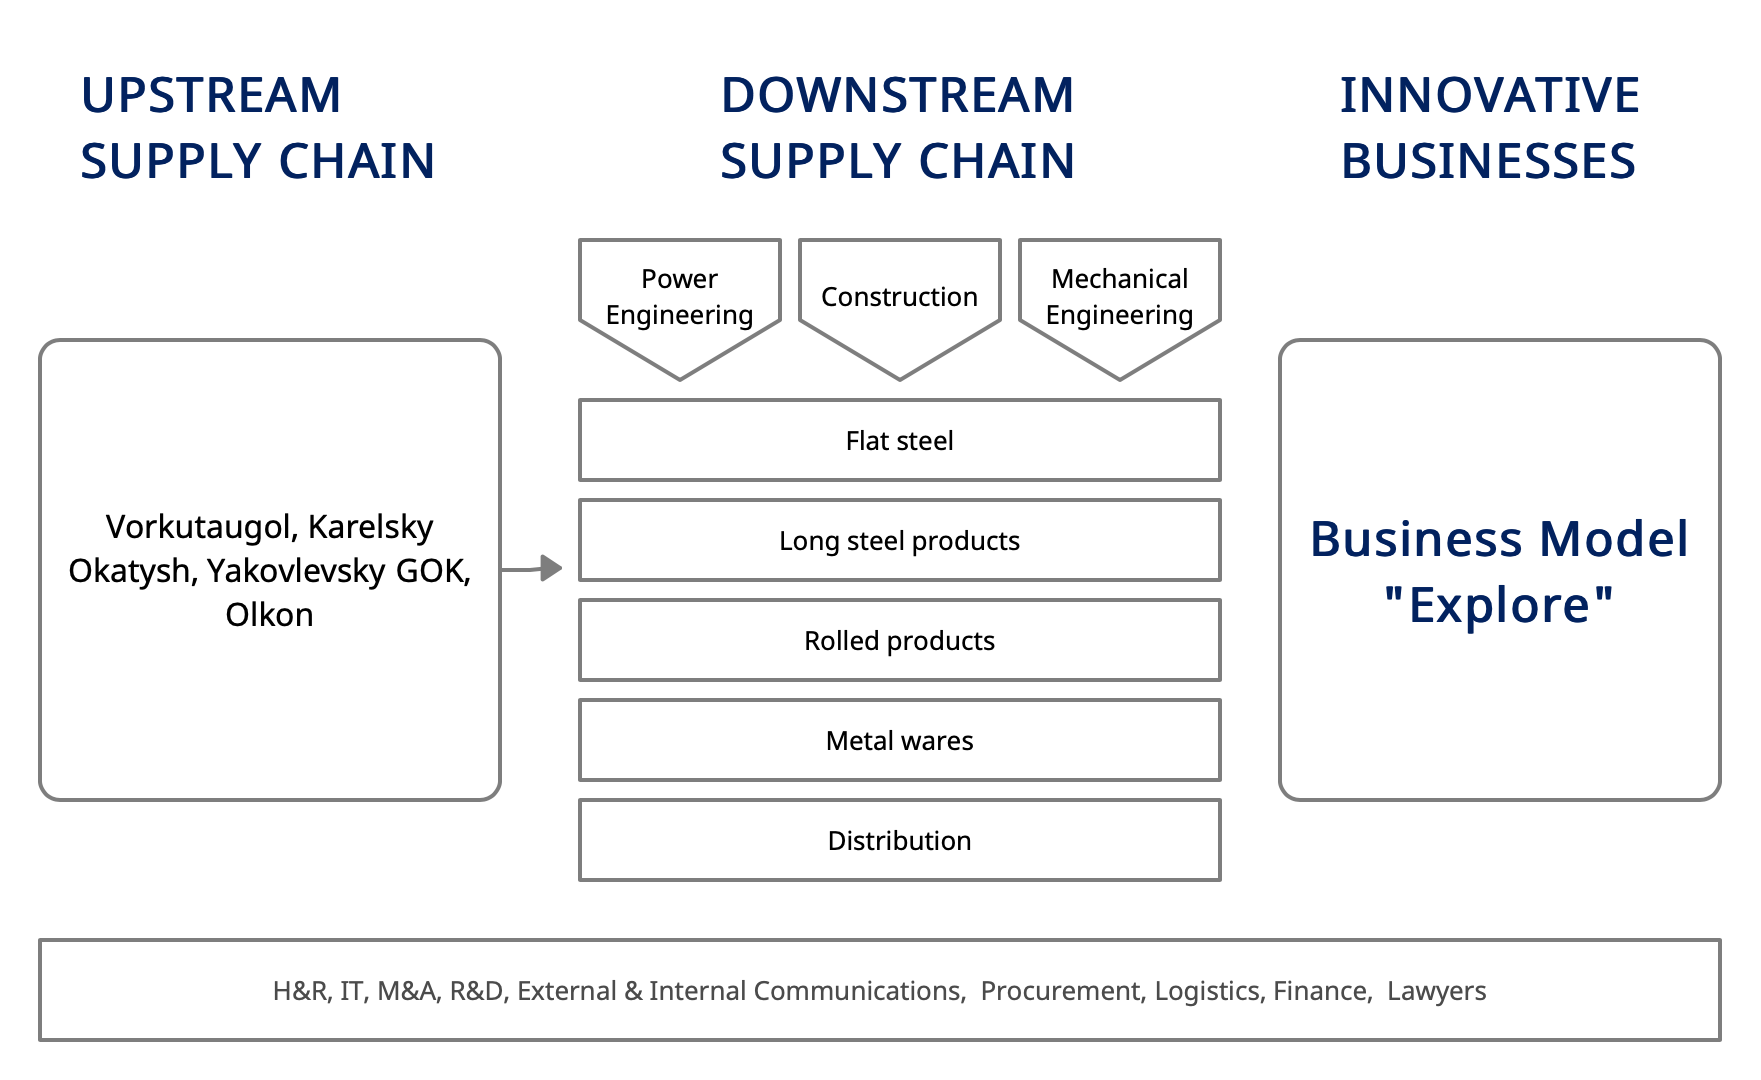 UPSTREAM
SUPPLY CHAIN
DOWNSTREAM
SUPPLY CHAIN
INNOVATIVE
BUSINESSES
Power
Engineering
Construction
Mechanical
Engineering
Vorkutaugol, Karelsky
Okatysh, Yakovlevsky GOK,
Olkon
Flat steel
Long steel products
Rolled products
Metal wares
Distribution
Business Model
"Explore"
H&R, IT, M&A, R&D, External & Internal Communications,  Procurement, Logistics, Finance,  Lawyers